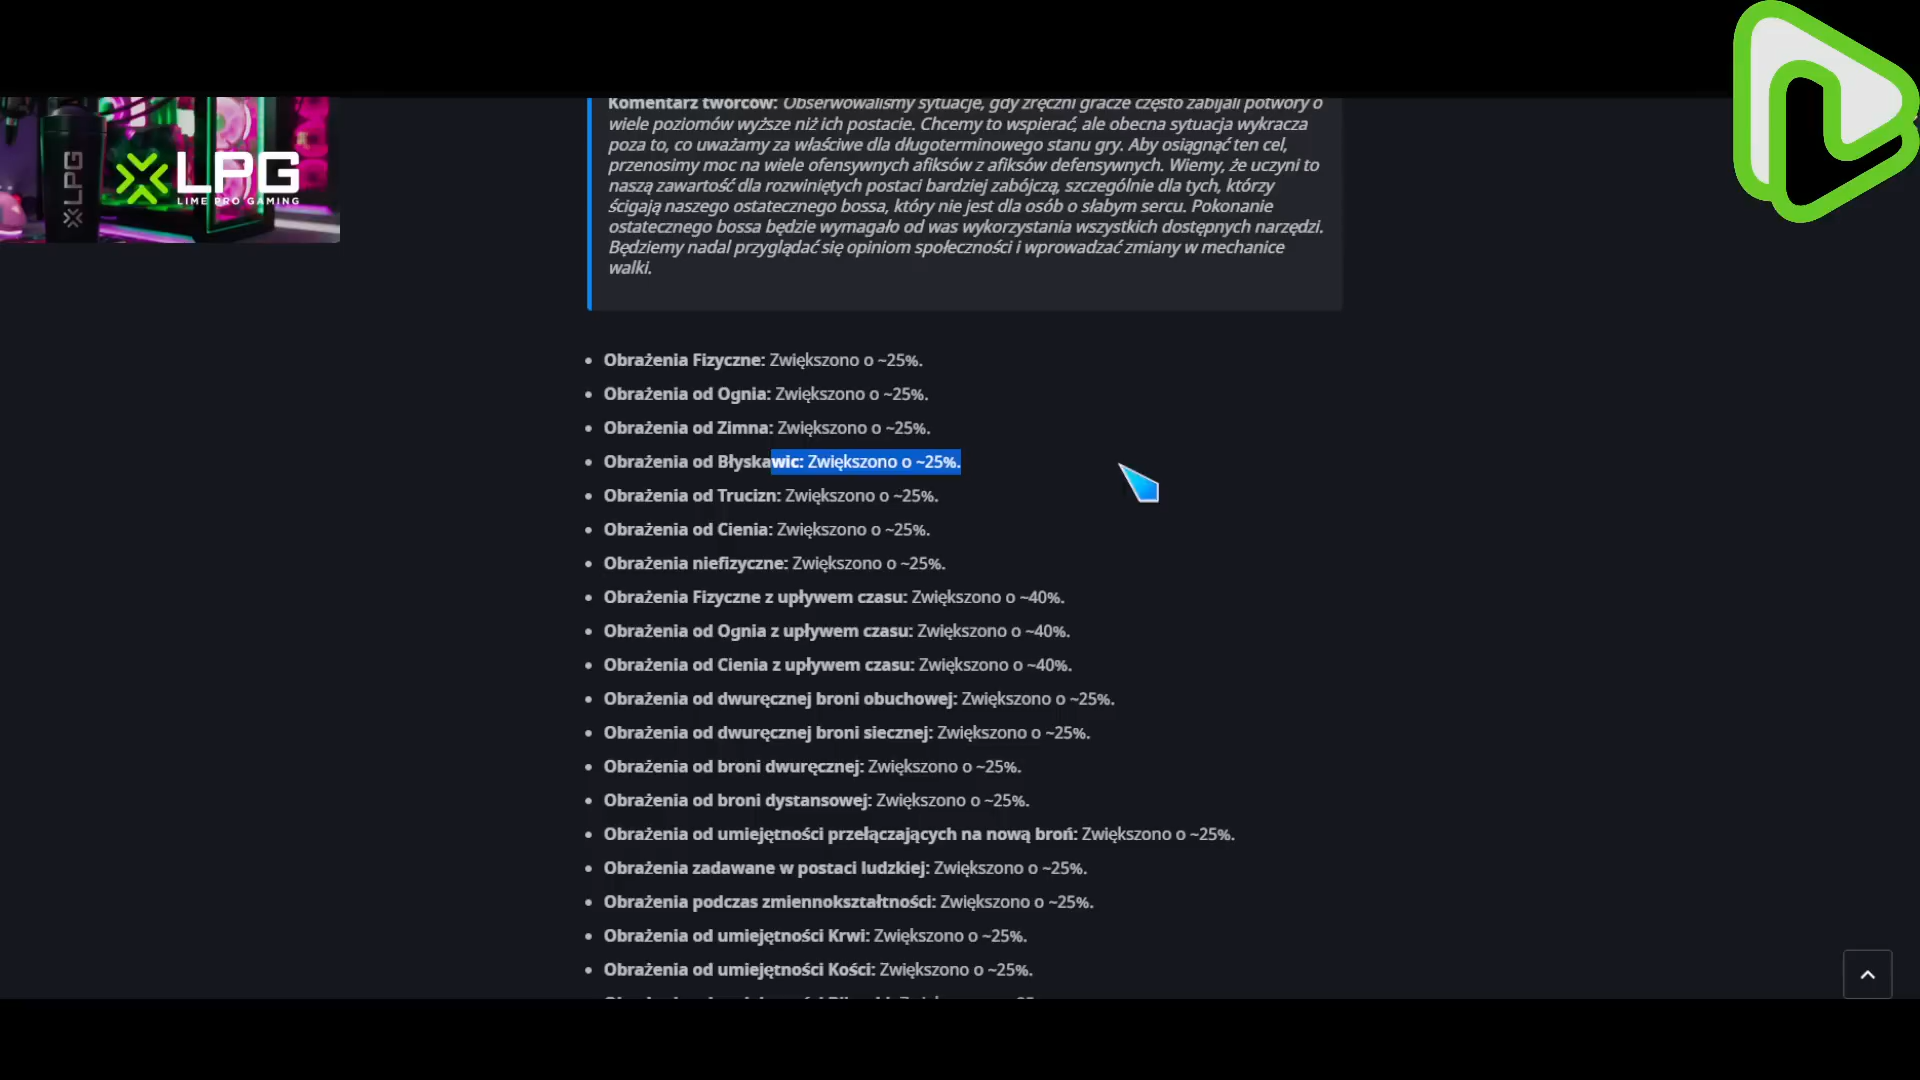 LPG
LPG
LIME PRO GAMING
Komentarz twórców: Obserwowaliśmy sytuacje, gdy zręczni gracze często zabijali potwory o
wiele poziomów wyższe niż ich postacie. Chcemy to wspierać, ale obecna sytuacja wykracza
poza to, co uważamy za właściwe dla długoterminowego stanu gry. Aby osiągnąć ten cel,
przenosimy moc na wiele ofensywnych afiksów z afiksów defensywnych. Wiemy, że uczyni to
naszą zawartość dla rozwiniętych postaci bardziej zabójczą, szczególnie dla tych, którzy
ścigają naszego ostatecznego bossa, który nie jest dla osób o słabym sercu. Pokonanie
ostatecznego bossa będzie wymagało od was wykorzystania wszystkich dostępnych narzędzi.
Będziemy nadal przyglądać się opiniom społeczności i wprowadzać zmiany w mechanice
walki.
Obrażenia Fizyczne: Zwiększono o ~25%.
Obrażenia od Ognia: Zwiększono o ~25%.
Obrażenia od Zimna: Zwiększono o ~25%.
Obrażenia od Błyskawic: Zwiększono o ~25%.
Obrażenia od Trucizn: Zwiększono o ~25%.
Obrażenia od Cienia: Zwiększono o ~25%.
Obrażenia niefizyczne: Zwiększono o ~25%.
Obrażenia Fizyczne z upływem czasu: Zwiększono o ~40%.
Obrażenia od Ognia z upływem czasu: Zwiększono o ~40%.
Obrażenia od Cienia z upływem czasu: Zwiększono o ~40%.
Obrażenia od dwuręcznej broni obuchowej: Zwiększono o ~25%.
Obrażenia od dwuręcznej broni siecznej: Zwiększono o ~25%.
Obrażenia od broni dwuręcznej: Zwiększono o ~25%.
Obrażenia od broni dystansowej: Zwiększono o ~25%.
Obrażenia od umiejętności przełączających na nową broń: Zwiększono o ~25%.
Obrażenia zadawane w postaci ludzkiej: Zwiększono o ~25%.
Obrażenia podczas zmiennokształtności: Zwiększono o ~25%.
Obrażenia od umiejętności Krwi: Zwiększono o ~25%.
Obrażenia od umiejętności Kości: Zwiększono o ~25%.